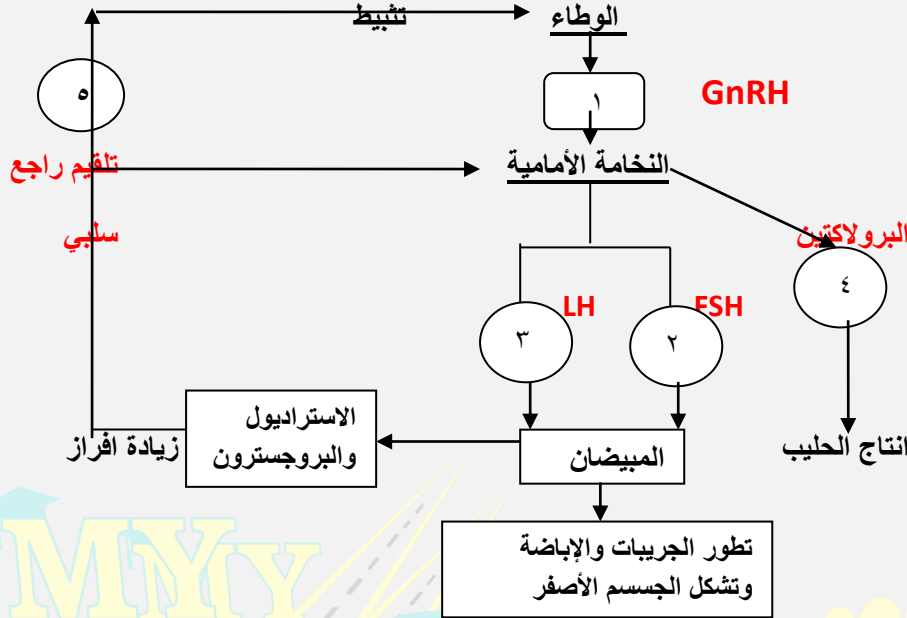 تثبيط
الوطاء
٥
١
GnRH
تلقيم راجع
النخامة الأمامية
سلبي
البرولاكتين
٤
LH
FSH
٣
٢
الاستراديول
والبروجسترون
زيادة افراز
المبيضان
انتاج الحليب
تطور الجريبات والإباضة
وتشكل الجسسم الأصفر
MYMY